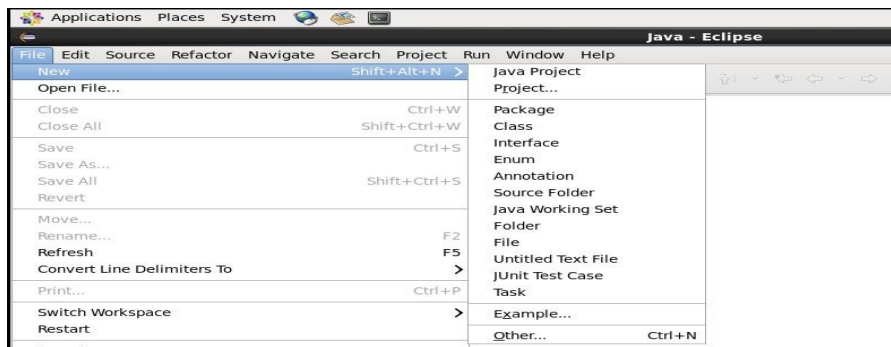 Applications Places System
Java - Eclipse
File Edit Source Refactor Navigate Search Project Run Window Help
New Shift+Alt+N >
Open File...
Close Ctrl+W
Close All Shift+Ctrl+W
Save Ctrl+S
Save As...
Save All Shift+Ctrl+S
Revert
Move...
Rename... F2
Refresh F5
Convert Line Delimiters To >
Print... Ctrl+P
Switch Workspace >
Restart
Java Project
Project...
Package
Class
Interface
Enum
Annotation
Source Folder
Java Working Set
Folder
File
Untitled Text File
JUnit Test Case
Task
Example...
Other... Ctrl+N